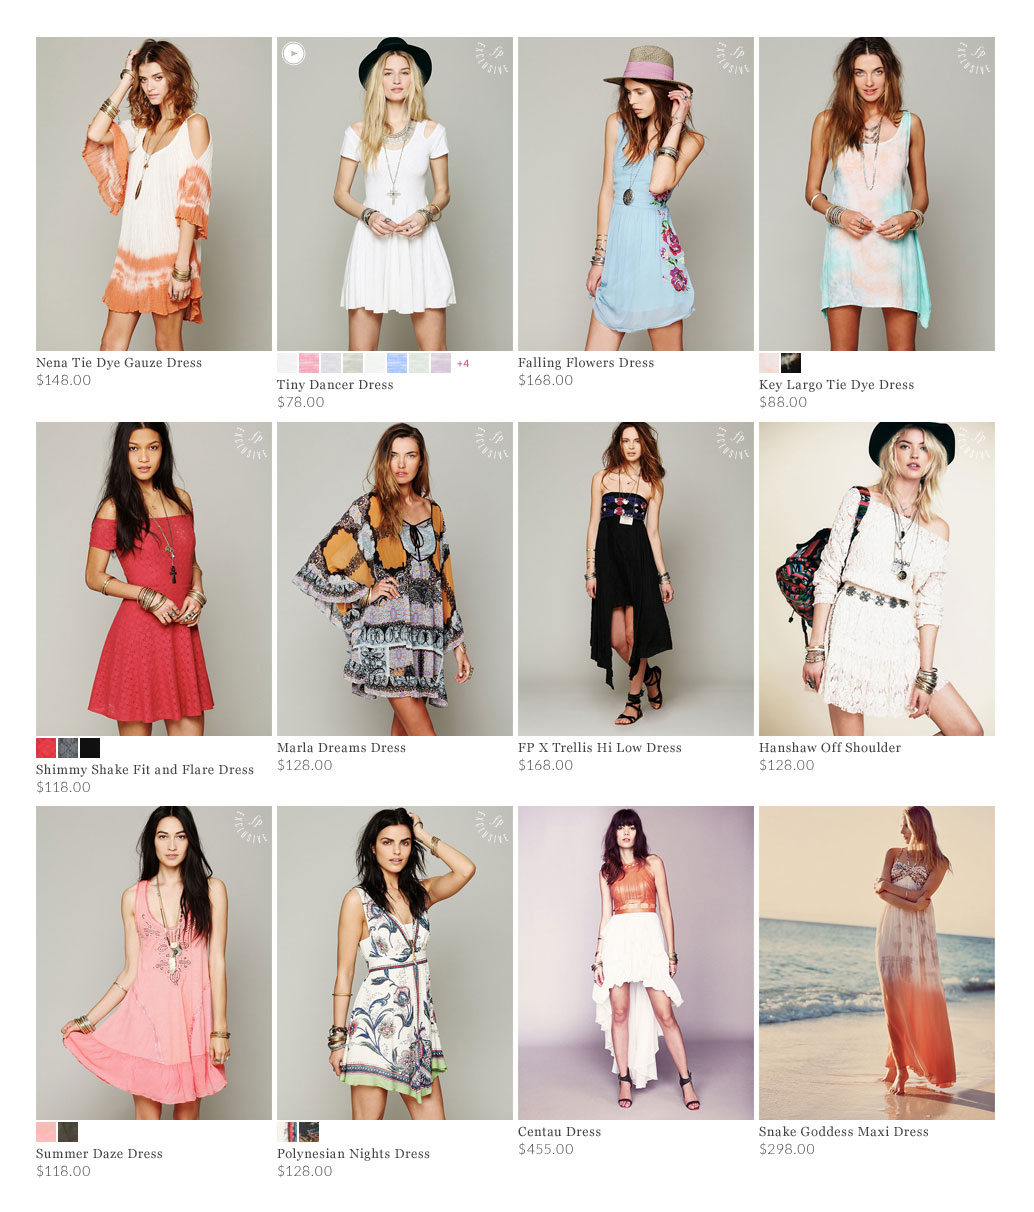 fp EXCLUSIVE
fp EXCLUSIVE
fp EXCLUSIVE
Nena Tie Dye Gauze Dress
$148.00
+4
Tiny Dancer Dress
$78.00
Falling Flowers Dress
$168.00
Key Largo Tie Dye Dress
$88.00
fp EXCLUSIVE
fp EXCLUSIVE
fp EXCLUSIVE
fp EXCLUSIVE
Shimmy Shake Fit and Flare Dress
$118.00
Marla Dreams Dress
$128.00
FP X Trellis Hi Low Dress
$168.00
Hanshaw Off Shoulder
$128.00
fp EXCLUSIVE
fp EXCLUSIVE
Summer Daze Dress
$118.00
Polynesian Nights Dress
$128.00
Centau Dress
$455.00
Snake Goddess Maxi Dress
$298.00